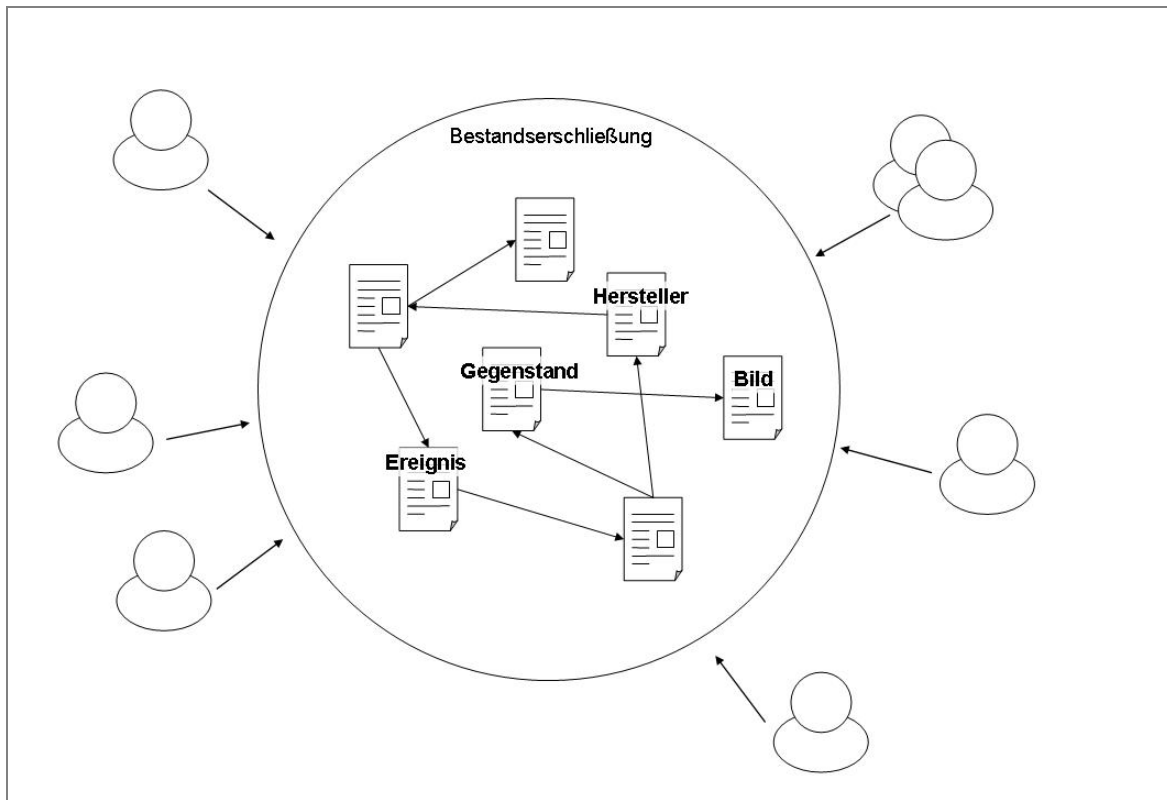 Bestandserschließung
Hersteller
Gegenstand
Bild
Ereignis